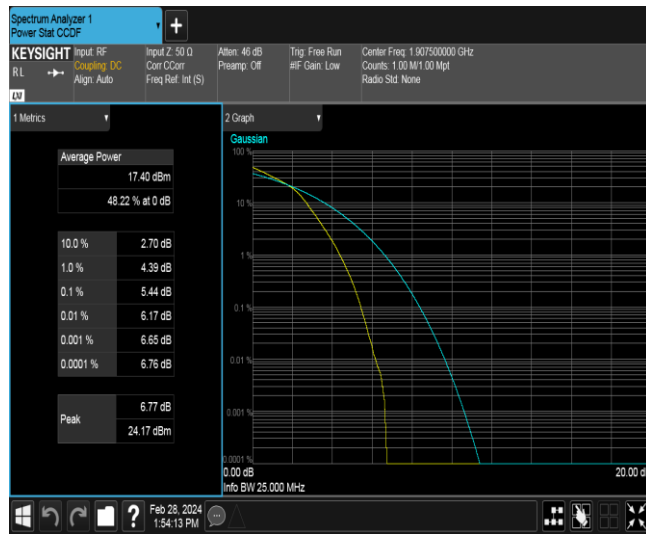 Spectrum Analyzer 1
Power Stat CCDF
+
KEYSIGHT
RL
LXI
Input: RF
Coupling: DC
Align: Auto
Input Z: 50 Ω
Corr CCorr
Freq Ref: Int (S)
Atten: 46 dB
Preamp: Off
Trig: Free Run
#IF Gain: Low
Center Freq: 1.907500000 GHz
Counts: 1.00 M/1.00 Mpt
Radio Std: None
1 Metrics
Average Power
17.40 dBm
48.22 % at 0 dB
10.0 % 2.70 dB
1.0 % 4.39 dB
0.1 % 5.44 dB
0.01 % 6.17 dB
0.001 % 6.65 dB
0.0001 % 6.76 dB
Peak
6.77 dB
24.17 dBm
2 Graph
Gaussian
100 %
10 %
1 %
0.1 %
0.01 %
0.001 %
0.0001 %
0.00 dB
20.00 d
Info BW 25.000 MHz
?
Feb 28, 2024
1:54:13 PM